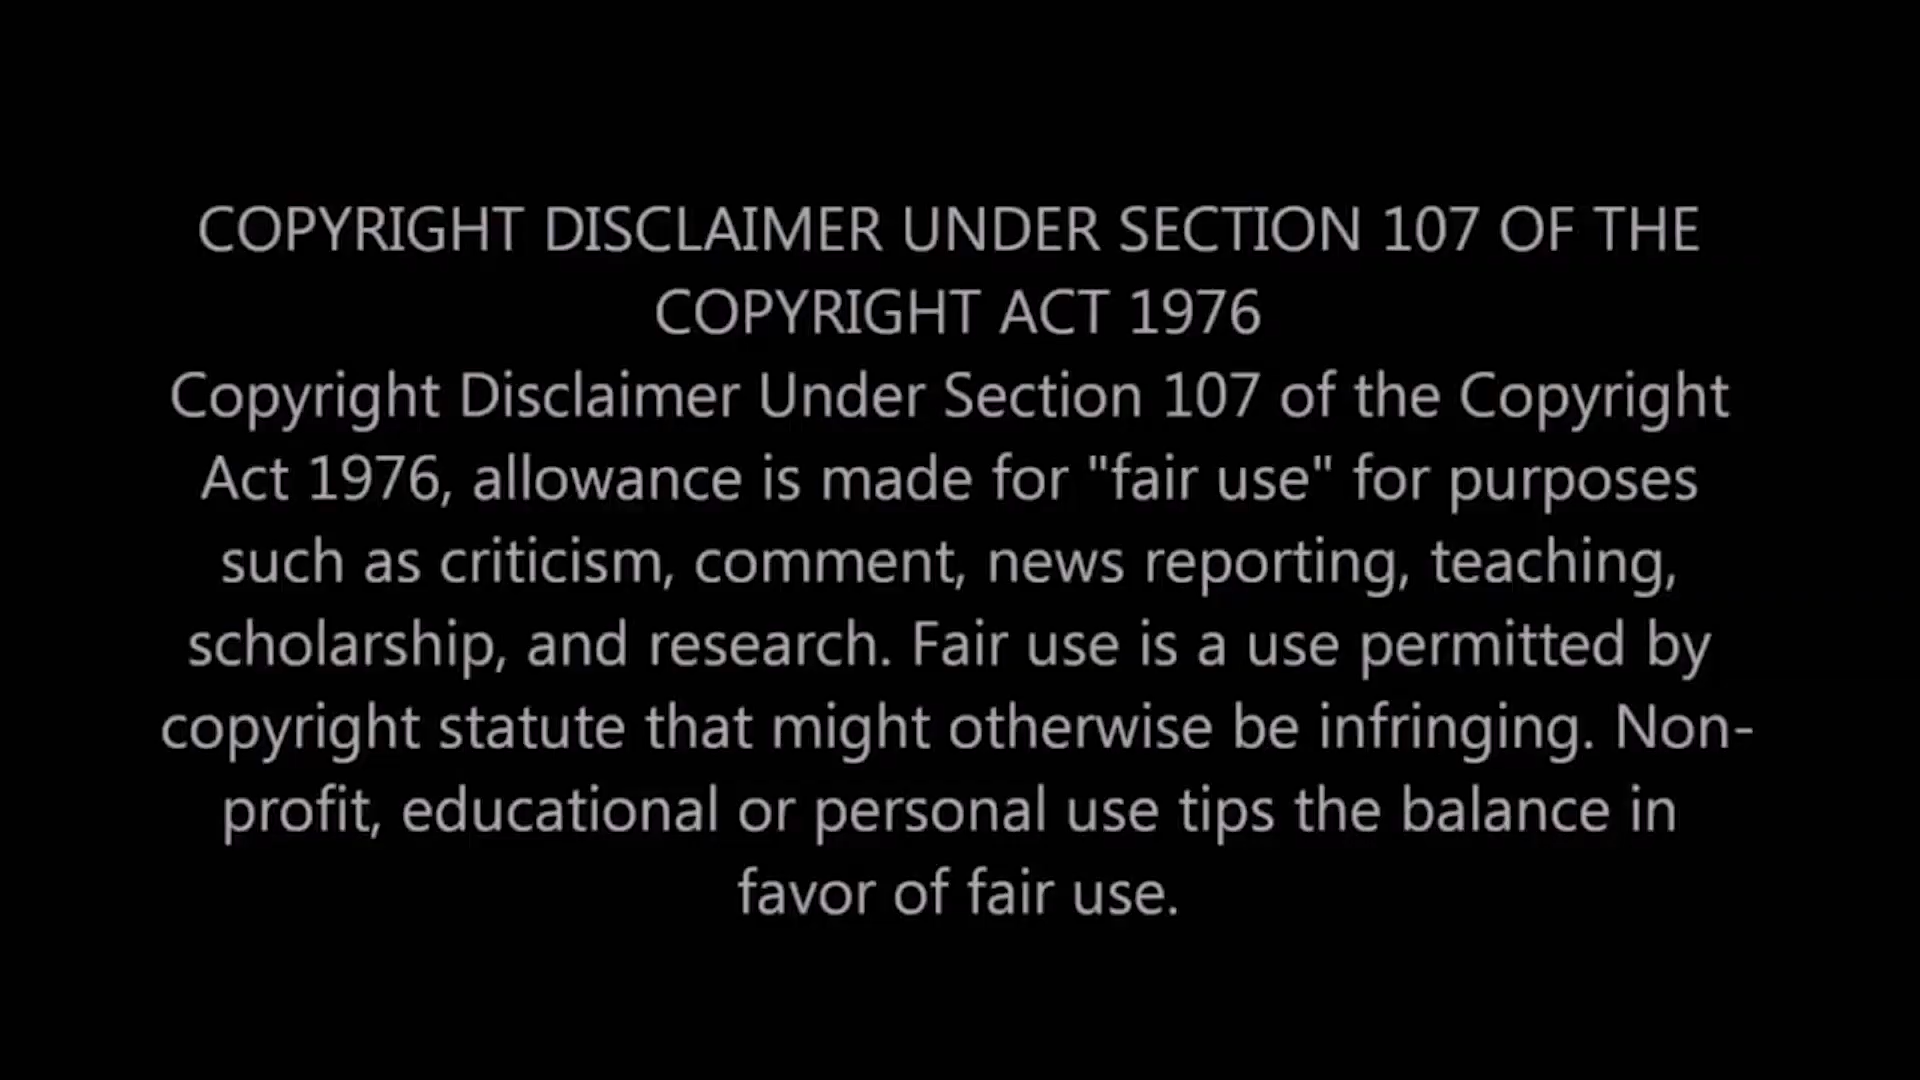 COPYRIGHT DISCLAIMER UNDER SECTION 107 OF THE
COPYRIGHT ACT 1976
Copyright Disclaimer Under Section 107 of the Copyright
Act 1976, allowance is made for "fair use" for purposes
such as criticism, comment, news reporting, teaching,
scholarship, and research. Fair use is a use permitted by
copyright statute that might otherwise be infringing. Non-
profit, educational or personal use tips the balance in
favor of fair use.